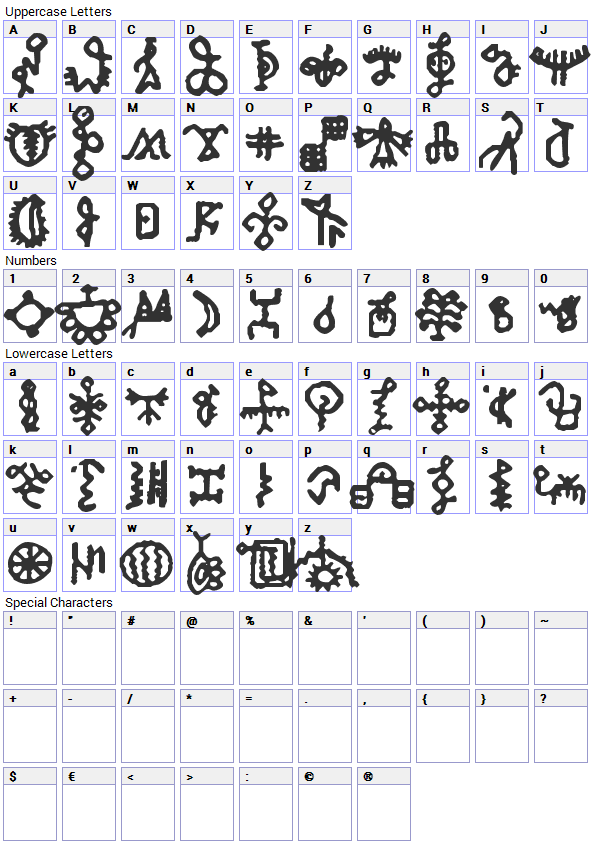 Uppercase Letters
A B C D E F G H I J
K L M N O P Q R S T
U V W X Y Z
Numbers
1 2 3 4 5 6 7 8 9 0
Lowercase Letters
a b c d e f g h i j
k l m n o p q r s t
u v w x y z
Special Characters
! " # @ % & ' ( ) ~
+ - / * = . , { } ?
$ € < > : © ®